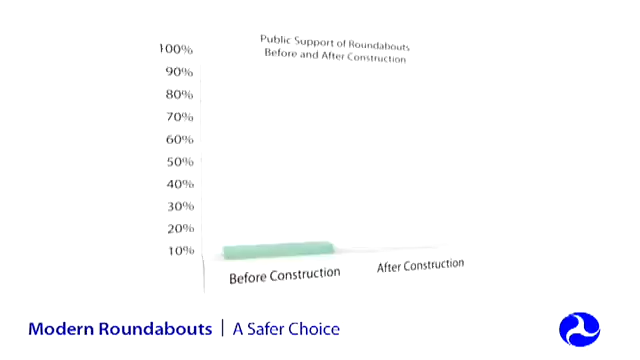 Public Support of Roundabouts
Before and After Construction
100%
90%
80%
70%
60%
50%
40%
30%
20%
10%
Before Construction
After Construction
Modern Roundabouts | A Safer Choice